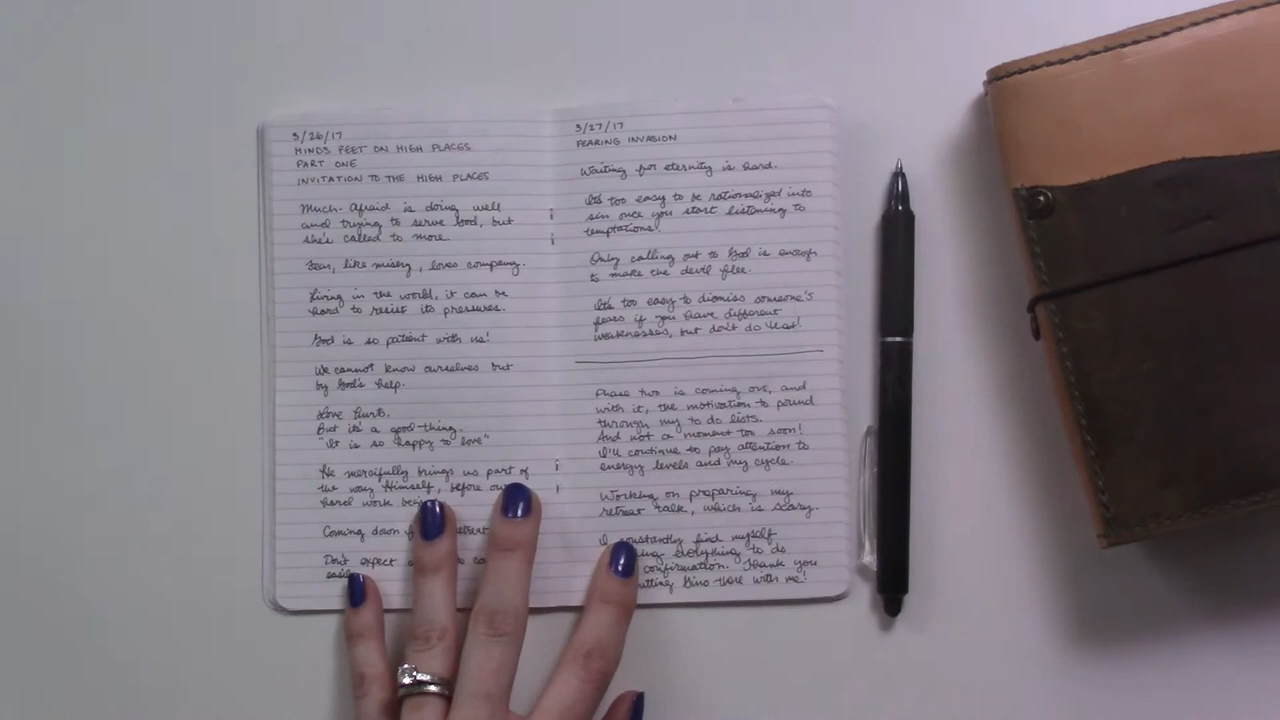 3/26/17
HINDS FEET ON HIGH PLACES
PART ONE
INVITATION TO THE HIGH PLACES
Much-Afraid is doing well
and trying to serve God, but
she's called to more.
Fear, like misery, loves company.
Living in the world, it can be
hard to resist its pressures.
God is so patient with us!
We cannot know ourselves but
by God's help.
Love hurts.
But it's a good thing.
"It is so happy to love"
He mercifully brings us part of
the way Himself, before our
hard work
Coming down retreat
Don't expect
3/27/17
FEARING INVASION
Waiting for eternity is hard.
It's too easy to be rationalized into
sin once you start listening to
temptations!
Only calling out to God is enough
to make the devil flee.
It's too easy to dismiss someone's
fears if you have different
weaknesses, but don't do that!
Phase two is coming over, and
with it, the motivation to pound
through my to do lists.
And not a moment too soon!
I'll continue to pay attention to
energy levels and my cycle.
Working on preparing my
retreat talk, which is scary.
I constantly find myself
everything to do
confirmation. Thank you
putting Gino there with me!